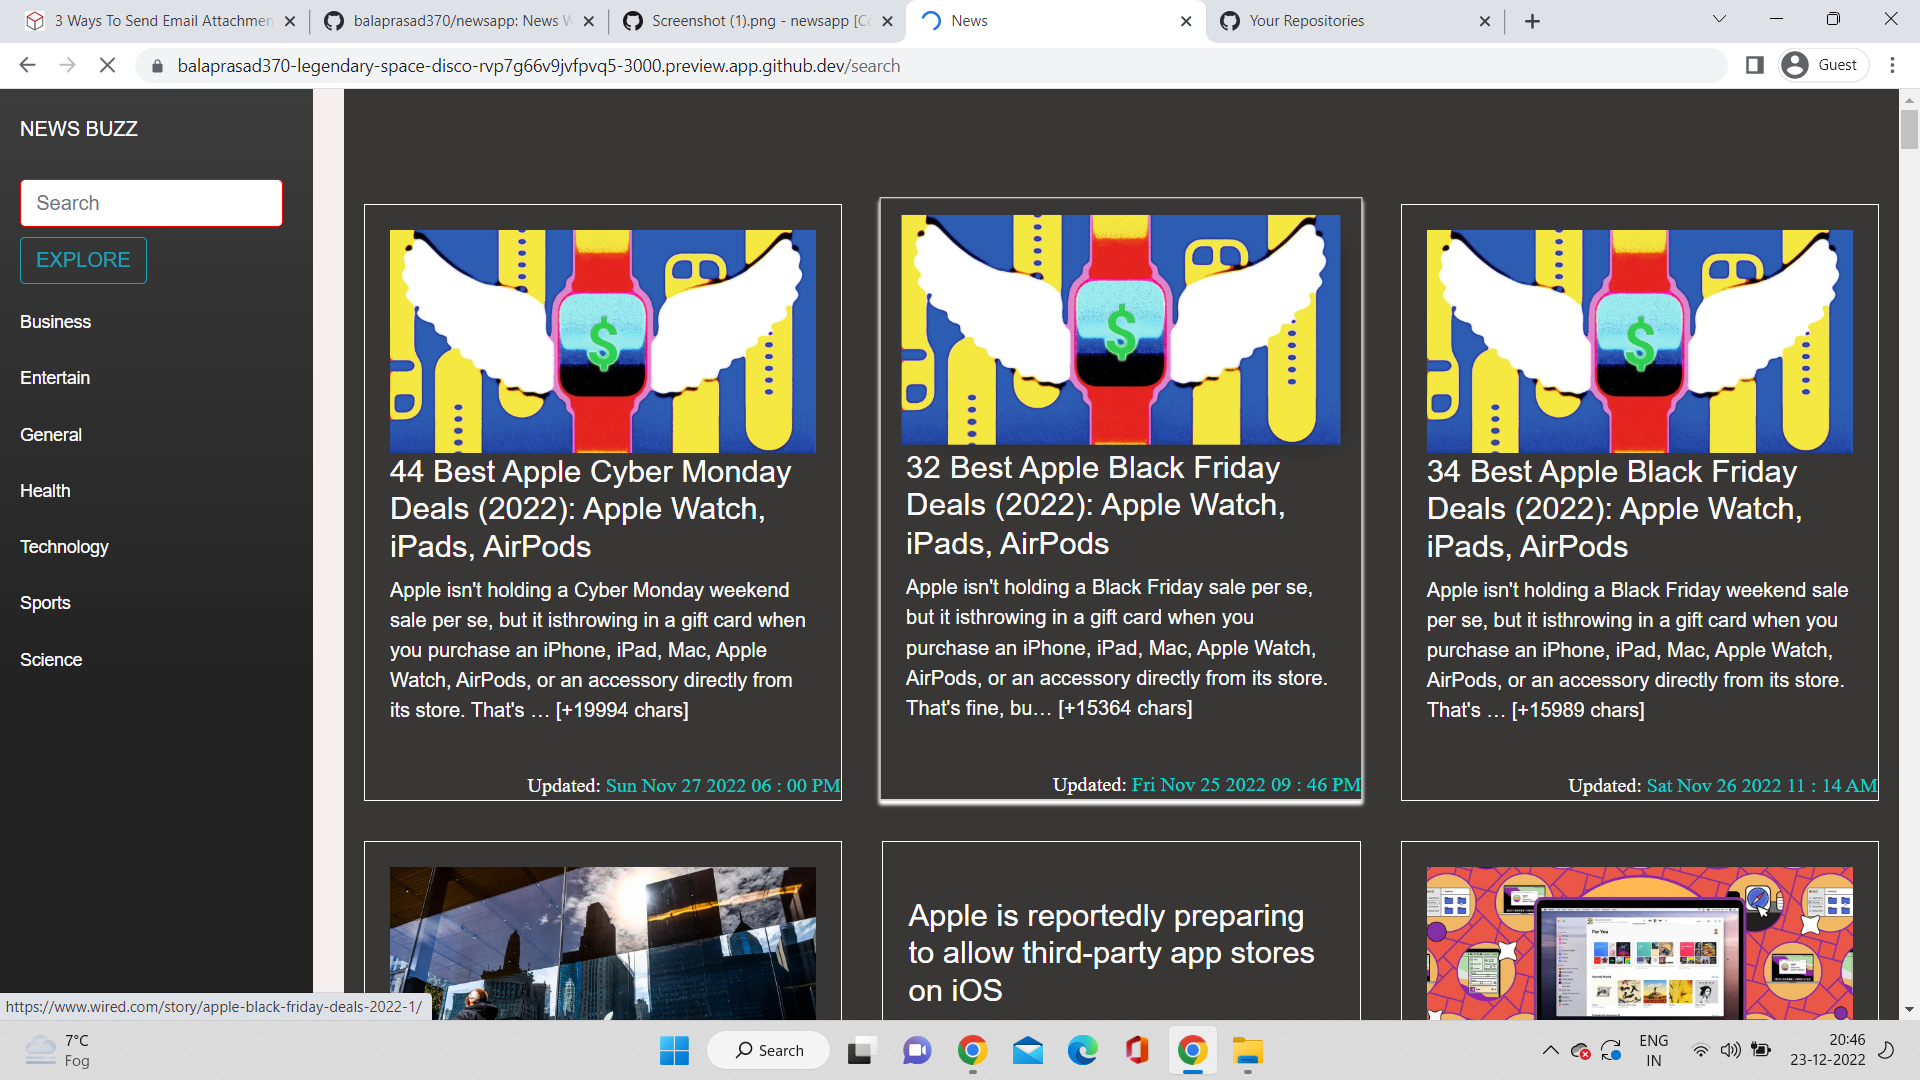 3 Ways To Send Email Attachmen
balaprasad370/newsapp: News W
Screenshot (1).png - newsapp [Co
News
Your Repositories
balaprasad370-legendary-space-disco-rvp7g66v9jvfpvq5-3000.preview.app.github.dev/search
Guest
NEWS BUZZ
Search
EXPLORE
Business
Entertain
General
Health
Technology
Sports
Science
44 Best Apple Cyber Monday
Deals (2022): Apple Watch,
iPads, AirPods
Apple isn't holding a Cyber Monday weekend
sale per se, but it isthrowing in a gift card when
you purchase an iPhone, iPad, Mac, Apple
Watch, AirPods, or an accessory directly from
its store. That's … [+19994 chars]
Updated: Sun Nov 27 2022 06 : 00 PM
$
32 Best Apple Black Friday
Deals (2022): Apple Watch,
iPads, AirPods
Apple isn't holding a Black Friday sale per se,
but it isthrowing in a gift card when you
purchase an iPhone, iPad, Mac, Apple Watch,
AirPods, or an accessory directly from its store.
That's fine, bu… [+15364 chars]
Updated: Fri Nov 25 2022 09 : 46 PM
$
34 Best Apple Black Friday
Deals (2022): Apple Watch,
iPads, AirPods
Apple isn't holding a Black Friday weekend sale
per se, but it isthrowing in a gift card when you
purchase an iPhone, iPad, Mac, Apple Watch,
AirPods, or an accessory directly from its store.
That's … [+15989 chars]
Updated: Sat Nov 26 2022 11 : 14 AM
$
Apple is reportedly preparing
to allow third-party app stores
on iOS
For You
https://www.wired.com/story/apple-black-friday-deals-2022-1/
7°C
Fog
Search
ENG
IN
20:46
23-12-2022